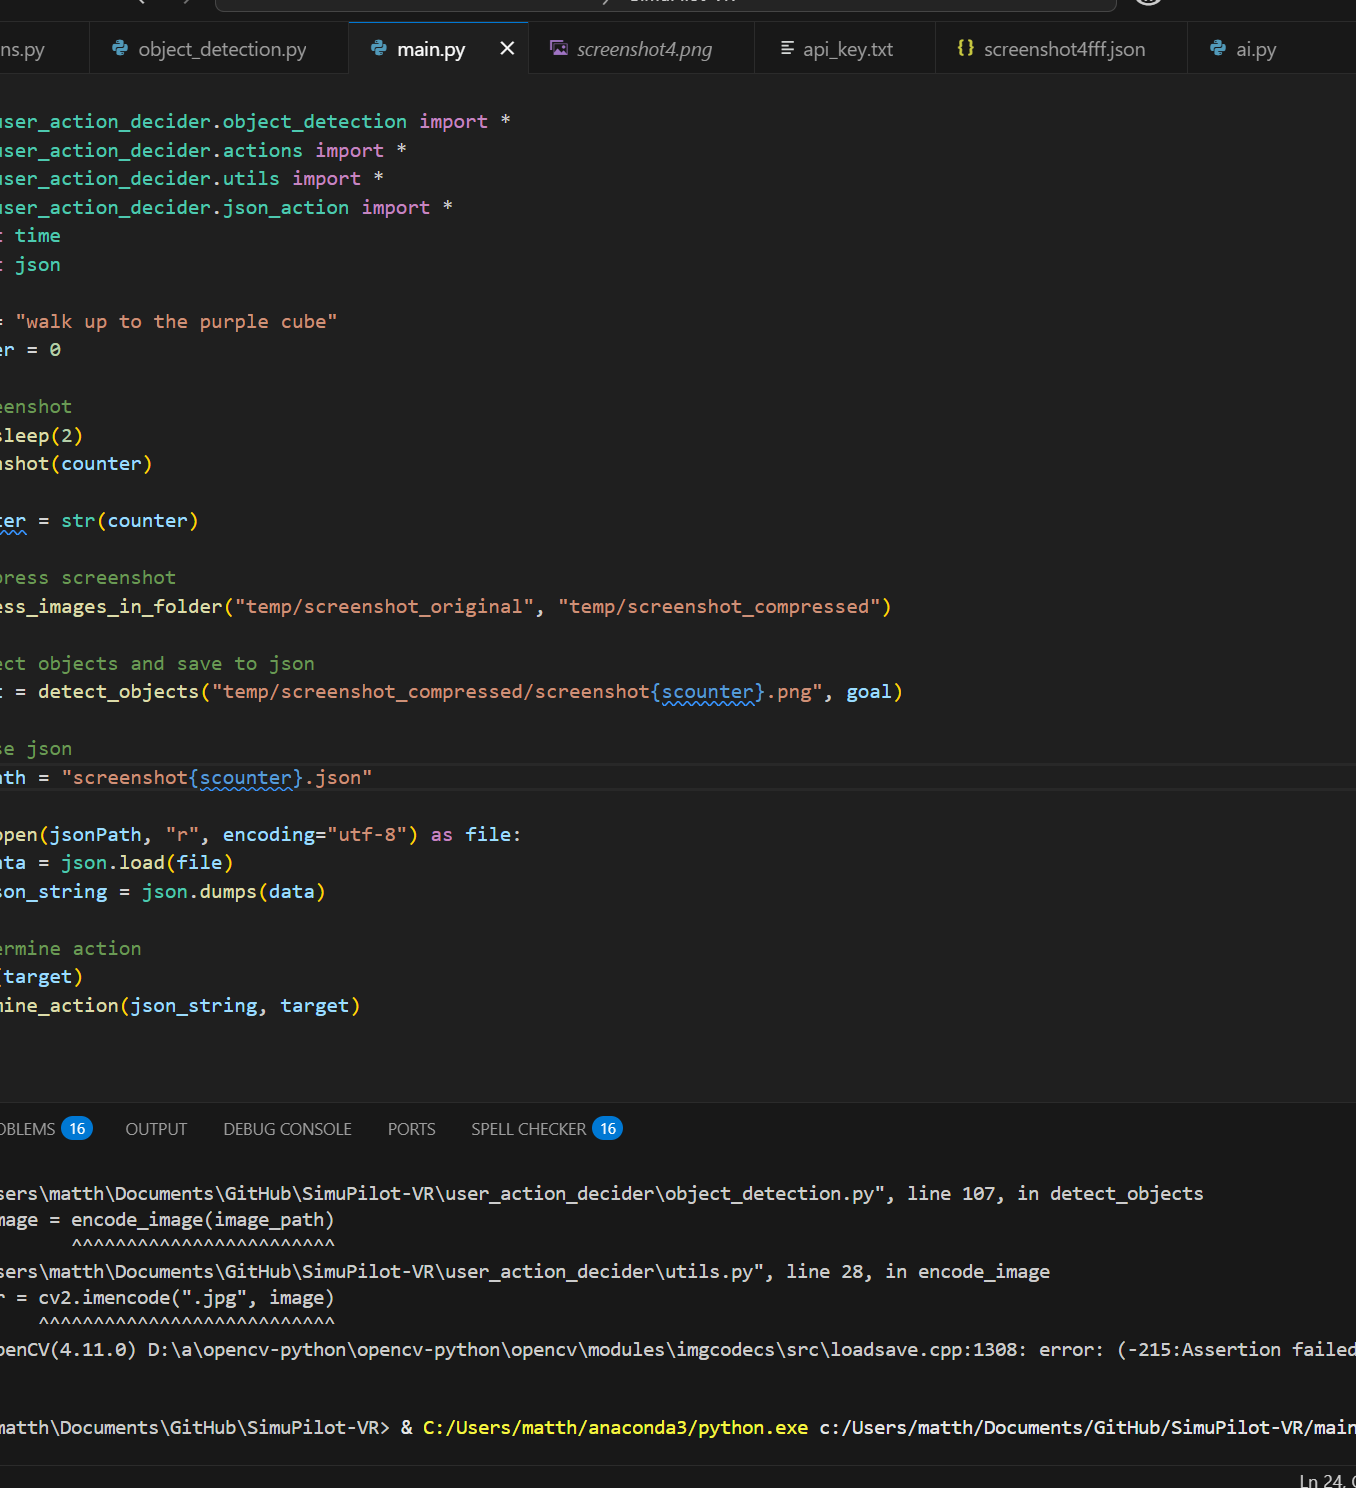 ns.py object_detection.py main.py screenshot4.png api_key.txt {} screenshot4fff.json ai.py
user_action_decider.object_detection import *
user_action_decider.actions import *
user_action_decider.utils import *
user_action_decider.json_action import *
t time
t json
= "walk up to the purple cube"
er = 0
eenshot
sleep(2)
nshot(counter)
ter = str(counter)
press screenshot
ess_images_in_folder("temp/screenshot_original", "temp/screenshot_compressed")
ect objects and save to json
t = detect_objects("temp/screenshot_compressed/screenshot{scounter}.png", goal)
se json
ath = "screenshot{scounter}.json"
open(jsonPath, "r", encoding="utf-8") as file:
ata = json.load(file)
son_string = json.dumps(data)
ermine action
(target)
mine_action(json_string, target)
OBLEMS 16 OUTPUT DEBUG CONSOLE PORTS SPELL CHECKER 16
sers\matth\Documents\GitHub\SimuPilot-VR\user_action_decider\object_detection.py", line 107, in detect_objects
mage = encode_image(image_path)
^^^^^^^^^^^^^^^^^^^^^^^^
sers\matth\Documents\GitHub\SimuPilot-VR\user_action_decider\utils.py", line 28, in encode_image
r = cv2.imencode(".jpg", image)
^^^^^^^^^^^^^^^^^^^^^^^^^^^
penCV(4.11.0) D:\a\opencv-python\opencv-python\opencv\modules\imgcodecs\src\loadsave.cpp:1308: error: (-215:Assertion failed
matth\Documents\GitHub\SimuPilot-VR> & C:/Users/matth/anaconda3/python.exe c:/Users/matth/Documents/GitHub/SimuPilot-VR/main
Ln 24,